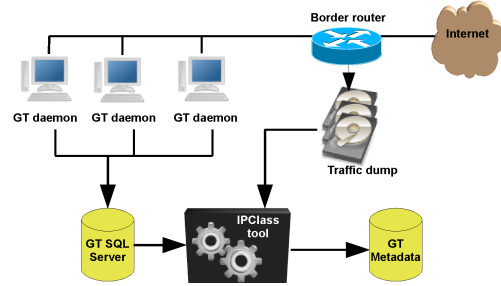 Border router
Internet
GT daemon
GT daemon
GT daemon
Traffic dump
GT SQL
Server
IPClass
tool
GT
Metadata